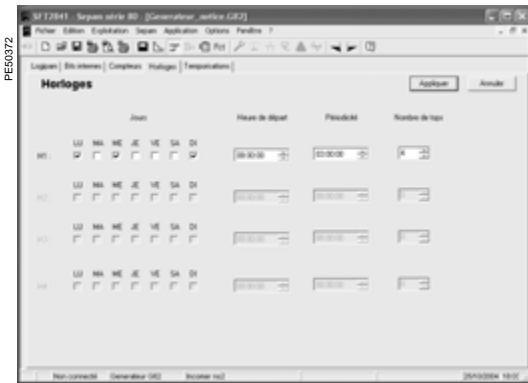 SFT2841 - Sepam série 80 - [Generateur_notice.G82]
Fichier Edition Exploitation Sepam Application Options Fenêtre ?
PE50372
Logipam Bits internes Compteurs Horloges Temporisations
Horloges
Appliquer Annuler
Jours Heure de départ Périodicité Nombre de tops
LU MA ME JE VE SA DI
H1 : 08:00:00 03:00:00 4
LU MA ME JE VE SA DI
H2 :
LU MA ME JE VE SA DI
H3 :
LU MA ME JE VE SA DI
H4 :
Non connecté Generateur G82 Incomer no2